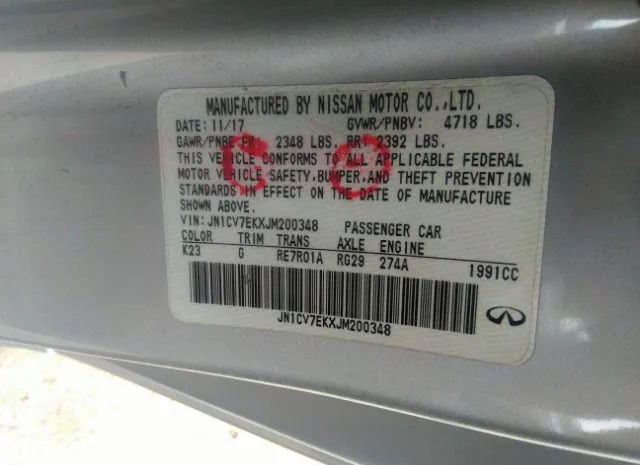 MANUFACTURED BY NISSAN MOTOR CO.,LTD.
DATE: 11/17 GVWR/PNBV: 4718 LBS.
GAWR/PNBE FR 2348 LBS. RR 2392 LBS.
THIS VEHICLE CONFORMS TO ALL APPLICABLE FEDERAL
MOTOR VEHICLE SAFETY, BUMPER, AND THEFT PREVENTION
STANDARDS IN EFFECT ON THE DATE OF MANUFACTURE
SHOWN ABOVE.
VIN: JN1CV7EKXJM200348 PASSENGER CAR
COLOR TRIM TRANS AXLE ENGINE
K23 G RE7R01A RG29 274A 1991CC
JN1CV7EKXJM200348